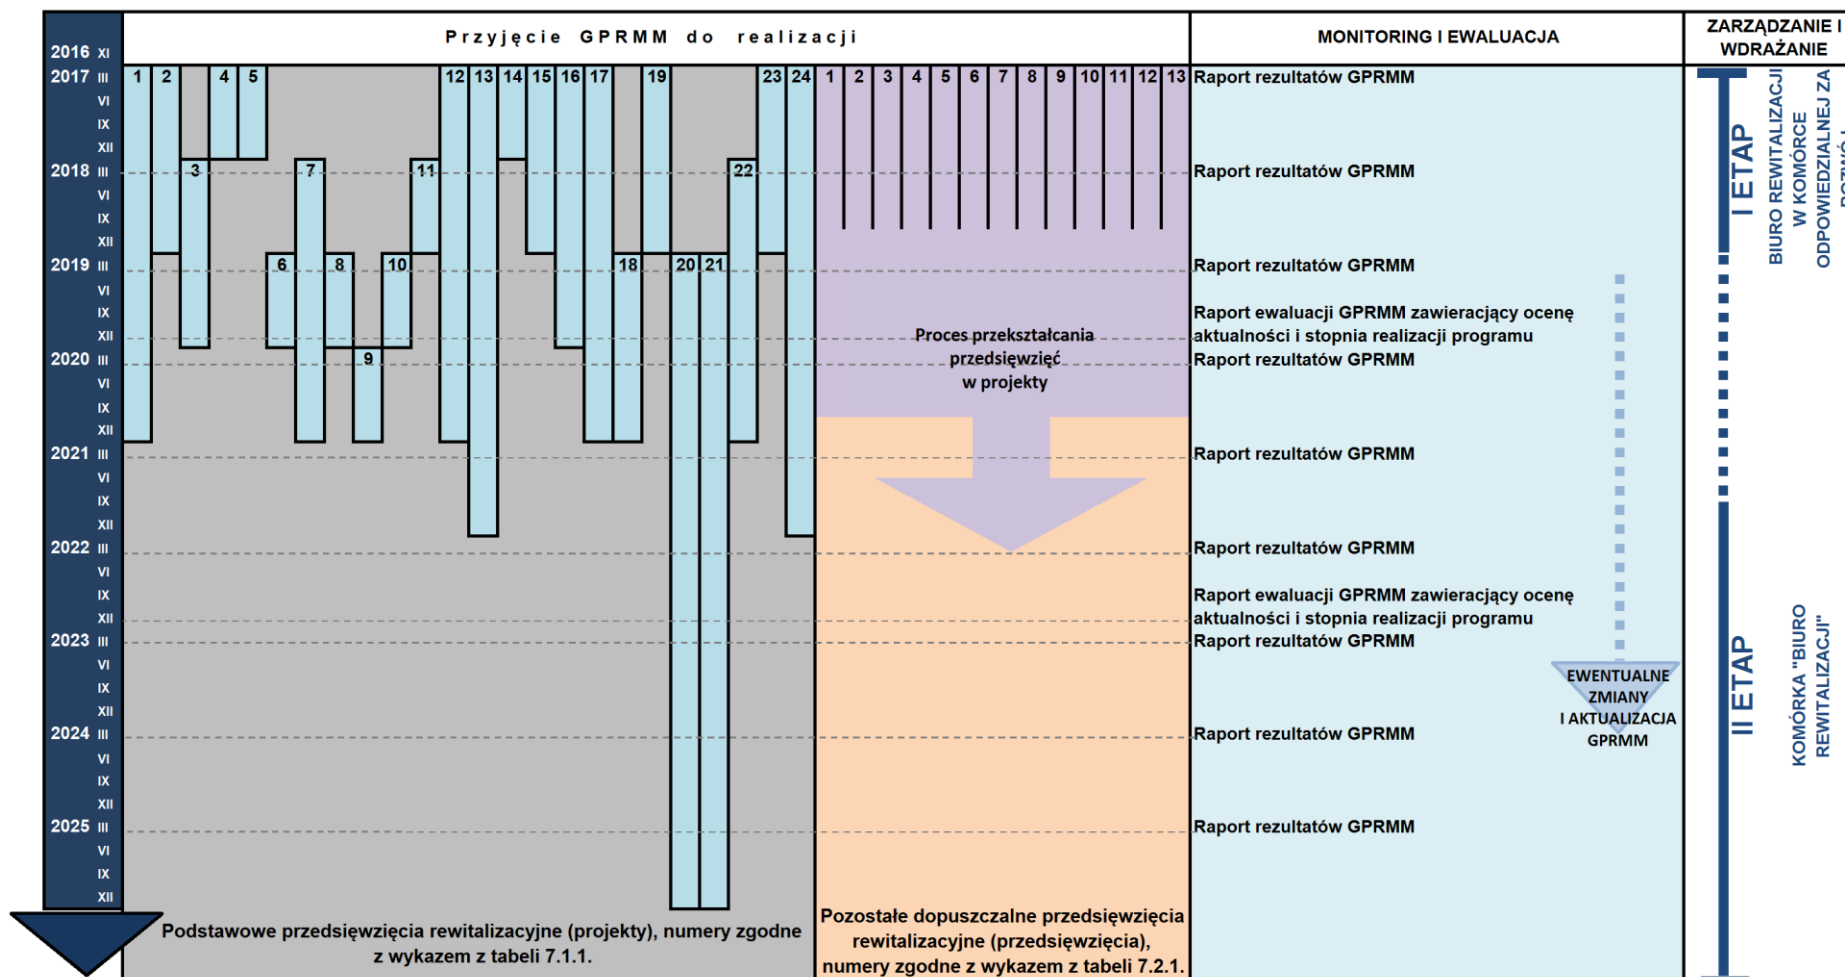 Przyjęcie GPRMM do realizacji
MONITORING I EWALUACJA
ZARZĄDZANIE I
WDRAŻANIE
2016 XI
2017 III
VI
IX
XII
2018 III
VI
IX
XII
2019 III
VI
IX
XII
2020 III
VI
IX
XII
2021 III
VI
IX
XII
2022 III
VI
IX
XII
2023 III
VI
IX
XII
2024 III
VI
IX
XII
2025 III
VI
IX
XII
1 2 4 5 12 13 14 15 16 17 19 23 24
3 7 11 22
6 8 10 18 20 21
9
Podstawowe przedsięwzięcia rewitalizacyjne (projekty), numery zgodne
z wykazem z tabeli 7.1.1.
1 2 3 4 5 6 7 8 9 10 11 12 13
Proces przekształcania
przedsięwzięć
w projekty
Pozostałe dopuszczalne przedsięwzięcia
rewitalizacyjne (przedsięwzięcia),
numery zgodne z wykazem z tabeli 7.2.1.
Raport rezultatów GPRMM
Raport rezultatów GPRMM
Raport rezultatów GPRMM
Raport ewaluacji GPRMM zawierający ocenę
aktualności i stopnia realizacji programu
Raport rezultatów GPRMM
Raport rezultatów GPRMM
Raport rezultatów GPRMM
Raport ewaluacji GPRMM zawieracjący ocenę
aktualności i stopnia realizacji programu
Raport rezultatów GPRMM
Raport rezultatów GPRMM
Raport rezultatów GPRMM
EWENTUALNE
ZMIANY
I AKTUALIZACJA
GPRMM
I ETAP
BIURO REWITALIZACJI
W KOMÓRCE
ODPOWIEDZIALNEJ ZA
II ETAP
KOMÓRKA "BIURO
REWITALIZACJI"